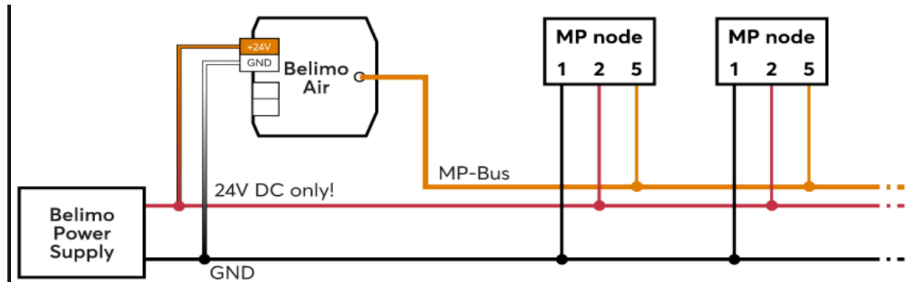 +24V
GND
Belimo
Air
MP node
1 2 5
MP node
1 2 5
MP-Bus
24V DC only!
Belimo
Power
Supply
GND